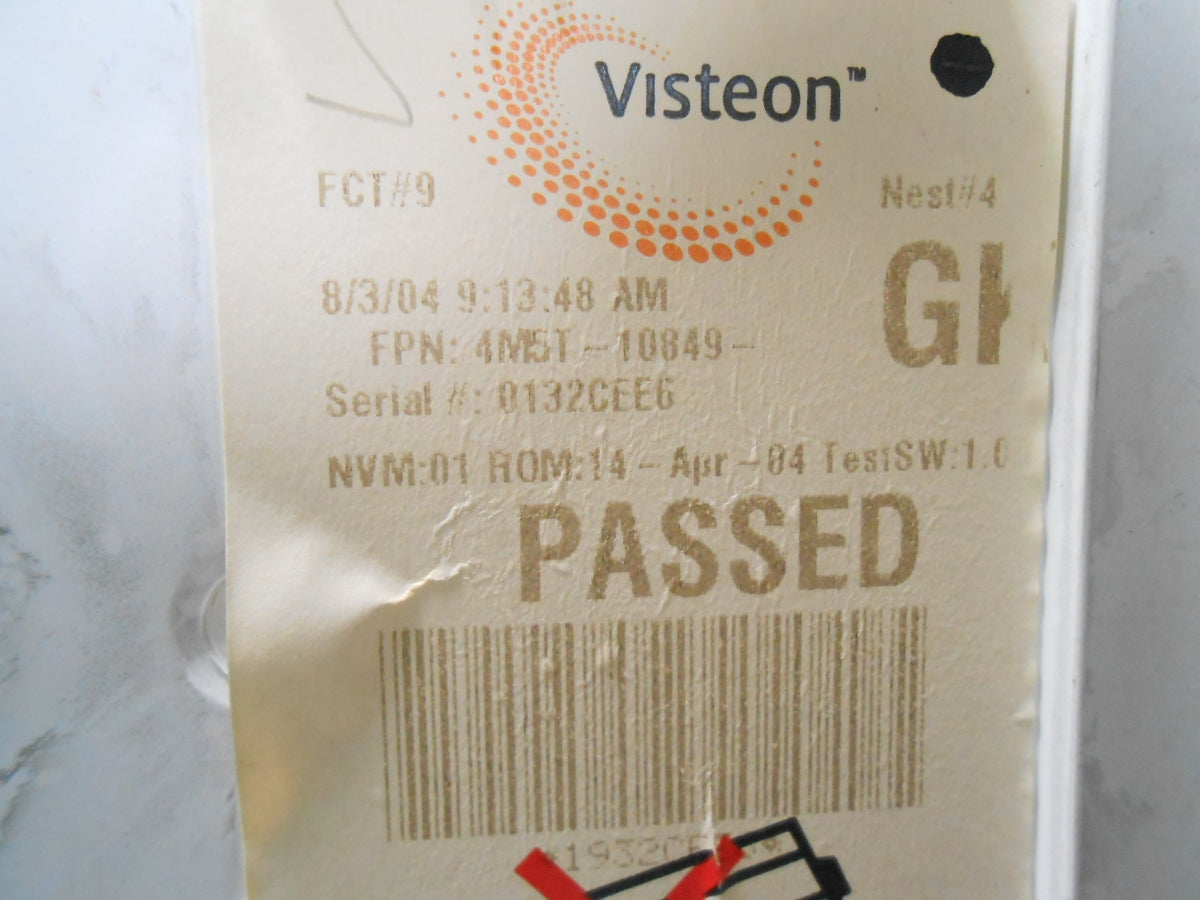 Visteon™
FCT#9 Nest#4
8/3/04 9:13:48 AM
FPN: 4M5T-10849-
Serial #: 0132CEE6
NVM:01 ROM:14-Apr-04 TestSW:1.0
PASSED